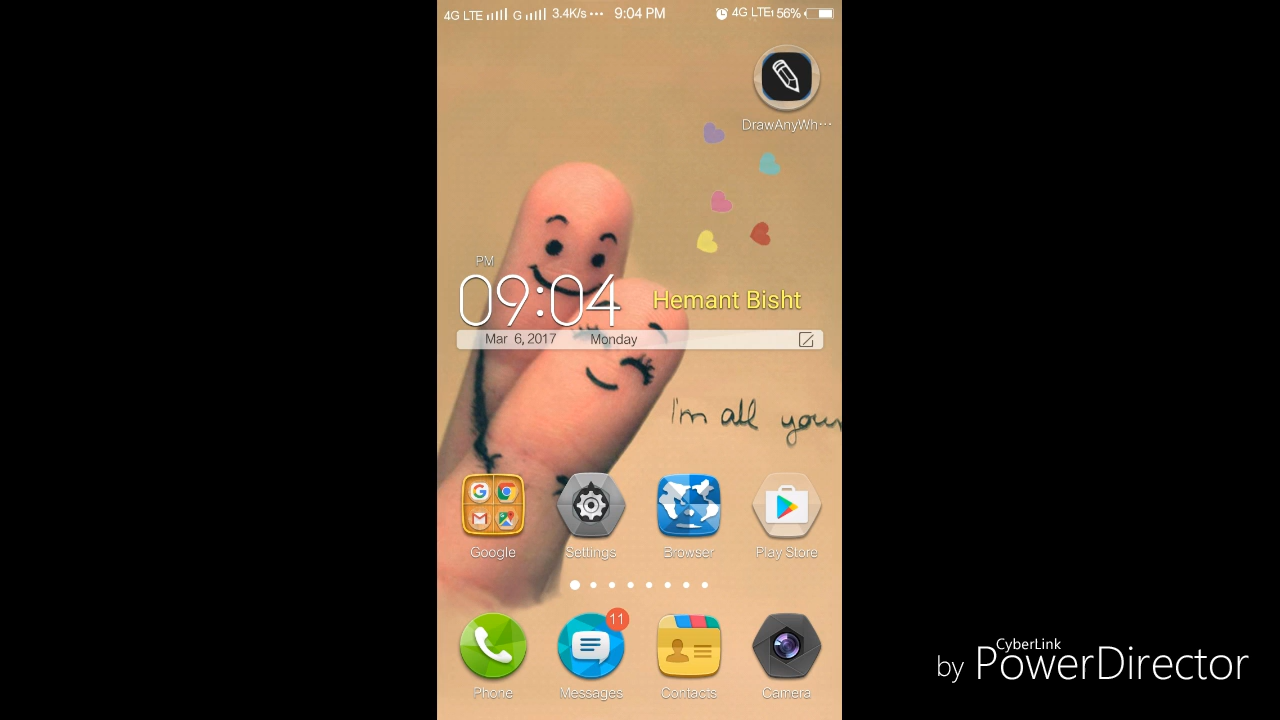 4G LTE G 3.4K/s ··· 9:04 PM 4G LTE 56%
DrawAnyWh···
PM
09:04
Hemant Bisht
Mar 6, 2017 Monday
I'm all your
Google Settings Browser Play Store
11
Phone Messages Contacts Camera
CyberLink
by PowerDirector